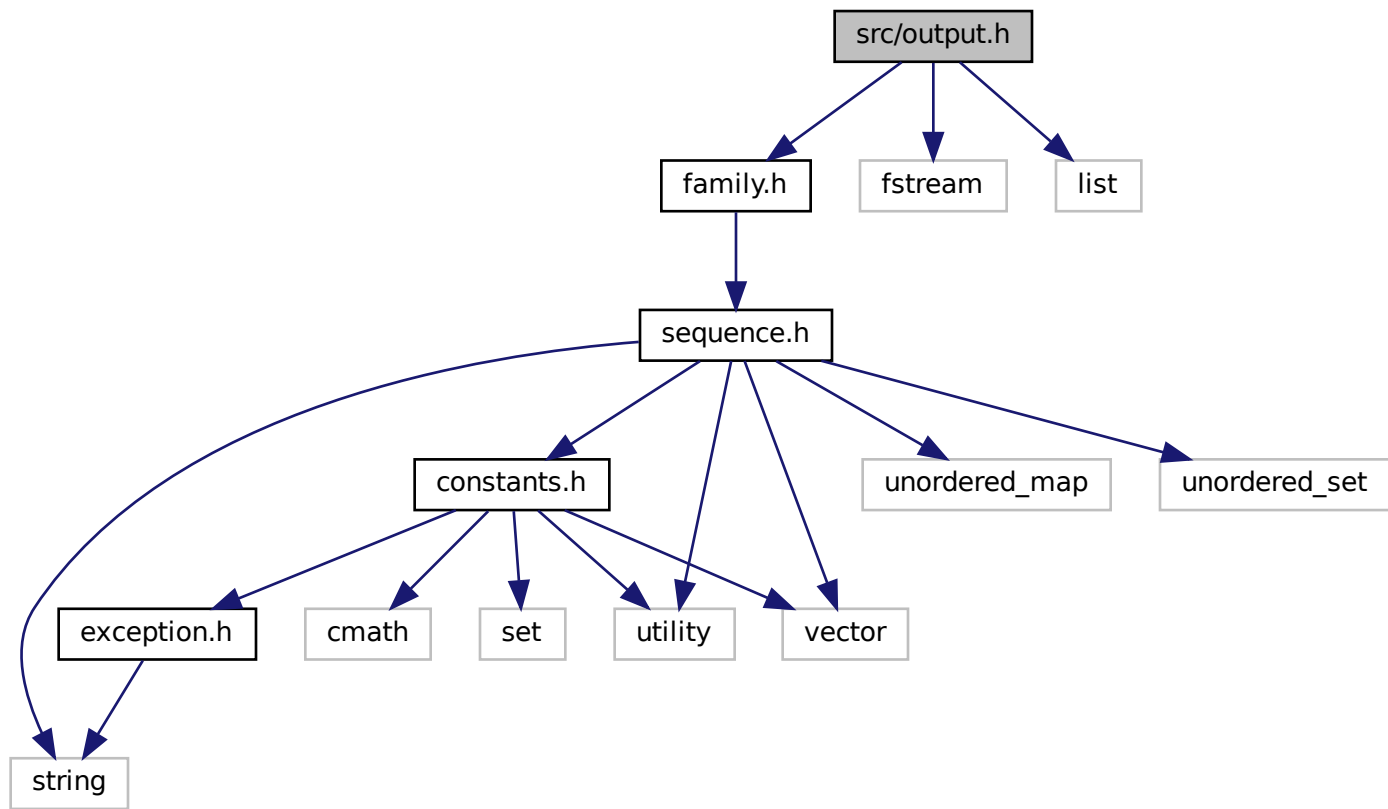 src/output.h
family.h
fstream
list
sequence.h
constants.h
unordered_map
unordered_set
exception.h
cmath
set
utility
vector
string